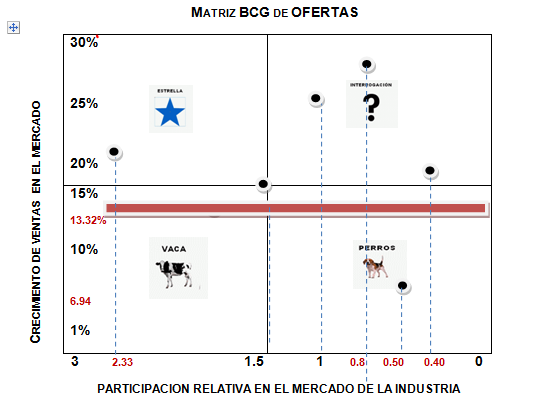 MATRIZ BCG DE OFERTAS
CRECIMIENTO DE VENTAS EN EL MERCADO
30%
ESTRELLA
INTERROGACIÓN
?
25%
20%
15%
13.32%
VACA
PERROS
10%
6.94
1%
3 2.33 1.5 1 0.8 0.50 0.40 0
PARTICIPACION RELATIVA EN EL MERCADO DE LA INDUSTRIA